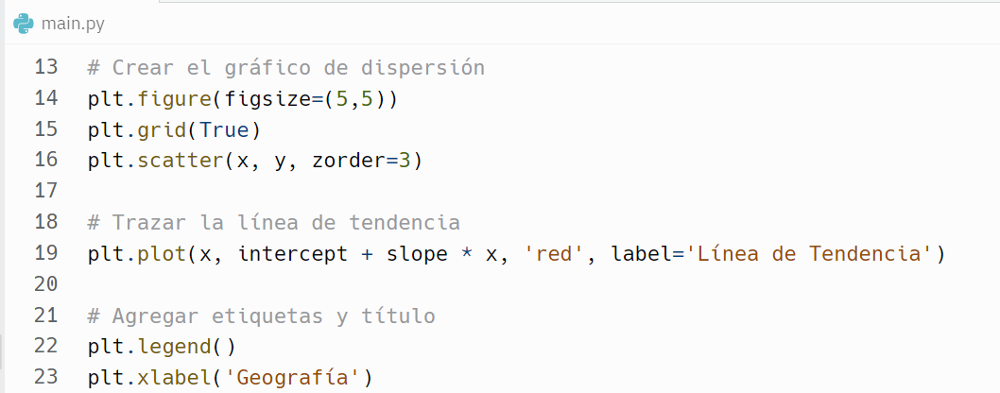 main.py
13 # Crear el gráfico de dispersión
14 plt.figure(figsize=(5,5))
15 plt.grid(True)
16 plt.scatter(x, y, zorder=3)
17
18 # Trazar la línea de tendencia
19 plt.plot(x, intercept + slope * x, 'red', label='Línea de Tendencia')
20
21 # Agregar etiquetas y título
22 plt.legend()
23 plt.xlabel('Geografía')